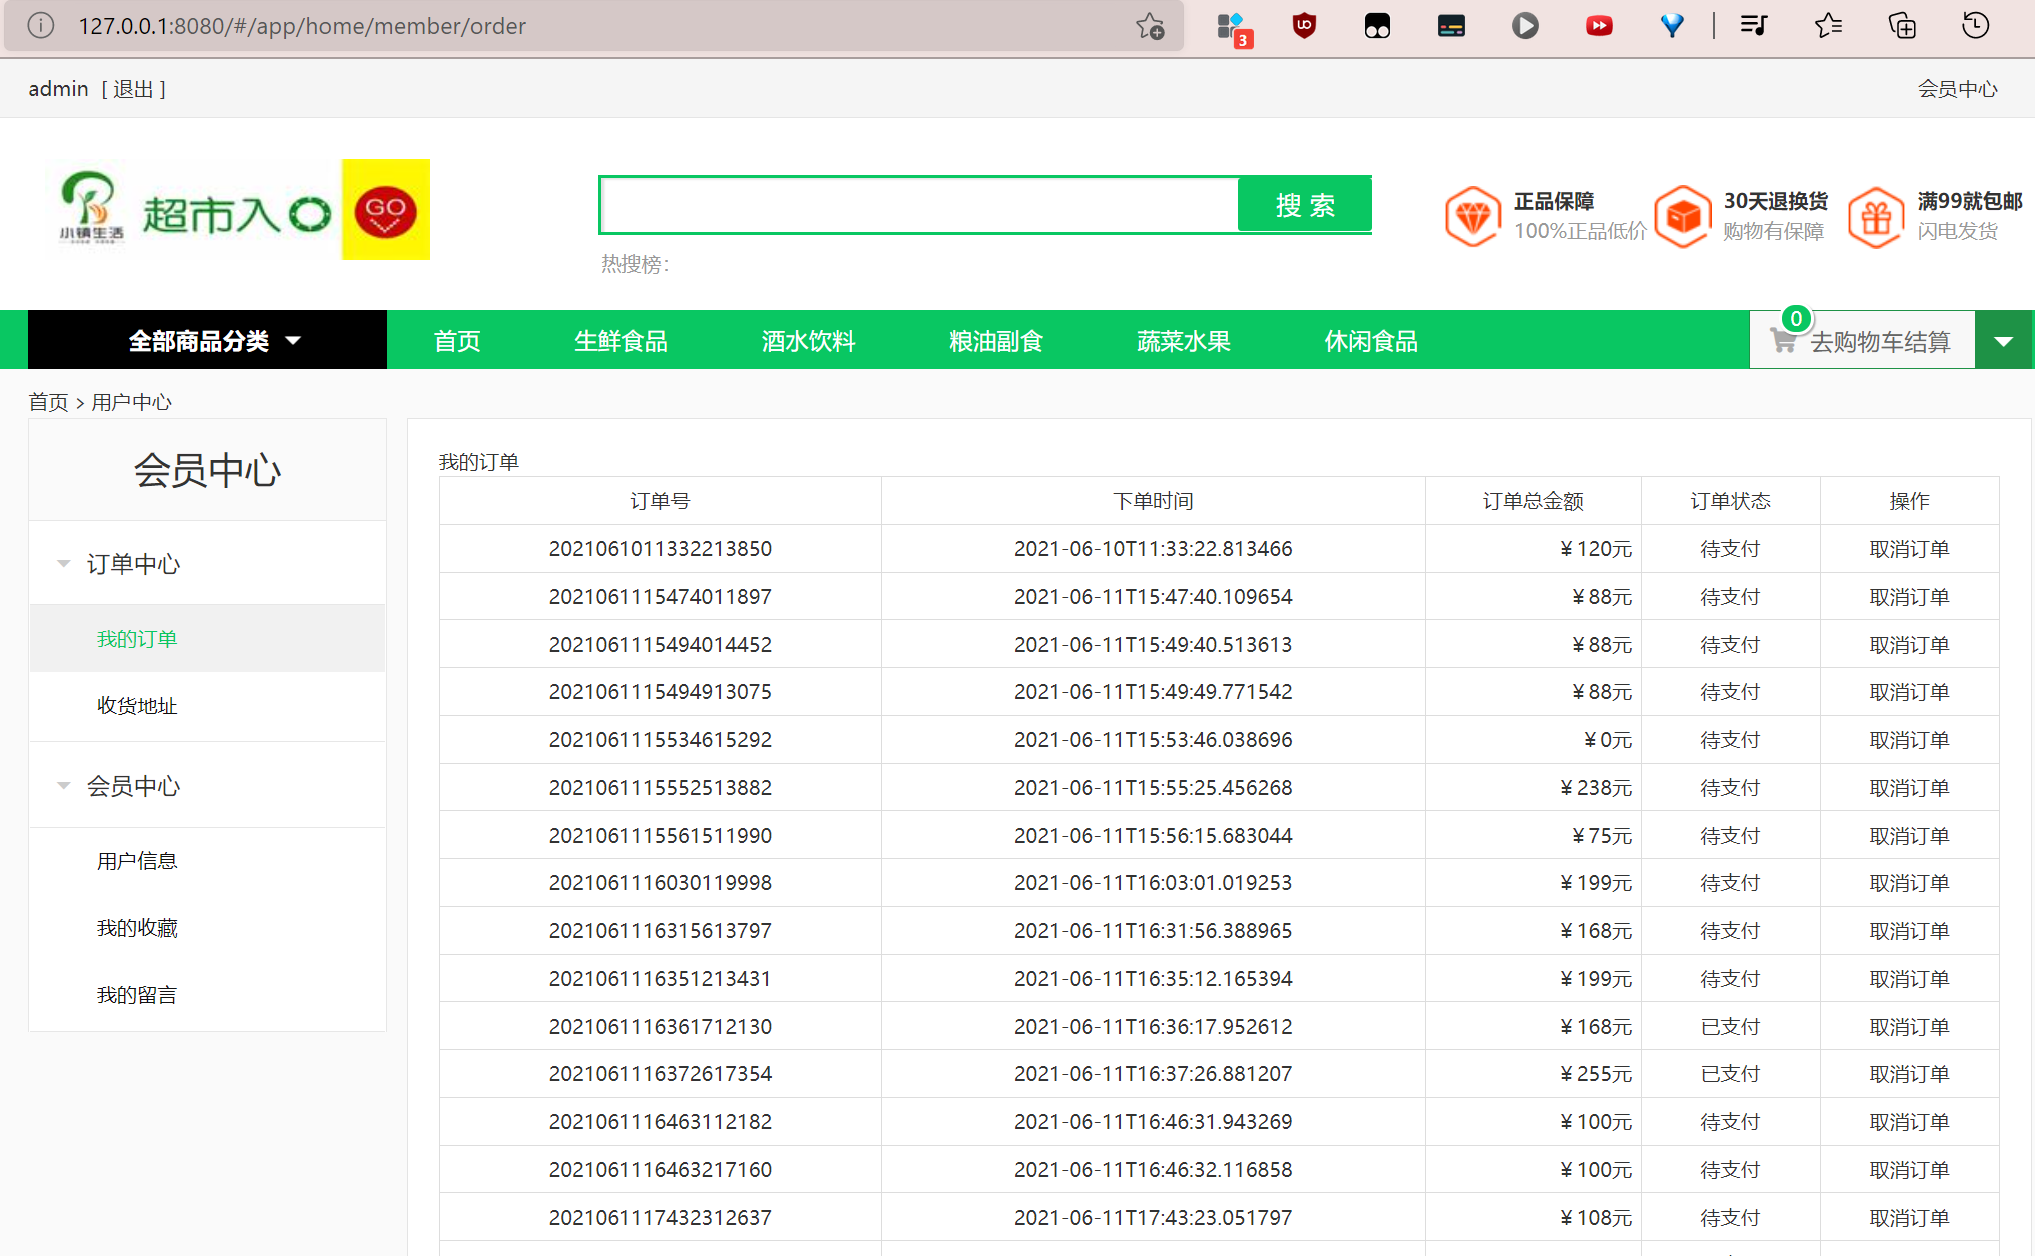 127.0.0.1:8080/#/app/home/member/order
3
admin [ 退出 ]
会员中心
小镇生活
超市入口
GO
搜 索
热搜榜：
正品保障
100%正品低价
30天退换货
购物有保障
满99就包邮
闪电发货
全部商品分类
首页
生鲜食品
酒水饮料
粮油副食
蔬菜水果
休闲食品
0
去购物车结算
首页 > 用户中心
会员中心
订单中心
我的订单
收货地址
会员中心
用户信息
我的收藏
我的留言
我的订单
订单号 下单时间 订单总金额 订单状态 操作
2021061011332213850 2021-06-10T11:33:22.813466 ¥120元 待支付 取消订单
2021061115474011897 2021-06-11T15:47:40.109654 ¥88元 待支付 取消订单
2021061115494014452 2021-06-11T15:49:40.513613 ¥88元 待支付 取消订单
2021061115494913075 2021-06-11T15:49:49.771542 ¥88元 待支付 取消订单
2021061115534615292 2021-06-11T15:53:46.038696 ¥0元 待支付 取消订单
2021061115552513882 2021-06-11T15:55:25.456268 ¥238元 待支付 取消订单
2021061115561511990 2021-06-11T15:56:15.683044 ¥75元 待支付 取消订单
2021061116030119998 2021-06-11T16:03:01.019253 ¥199元 待支付 取消订单
2021061116315613797 2021-06-11T16:31:56.388965 ¥168元 待支付 取消订单
2021061116351213431 2021-06-11T16:35:12.165394 ¥199元 待支付 取消订单
2021061116361712130 2021-06-11T16:36:17.952612 ¥168元 已支付 取消订单
2021061116372617354 2021-06-11T16:37:26.881207 ¥255元 已支付 取消订单
2021061116463112182 2021-06-11T16:46:31.943269 ¥100元 待支付 取消订单
2021061116463217160 2021-06-11T16:46:32.116858 ¥100元 待支付 取消订单
2021061117432312637 2021-06-11T17:43:23.051797 ¥108元 待支付 取消订单